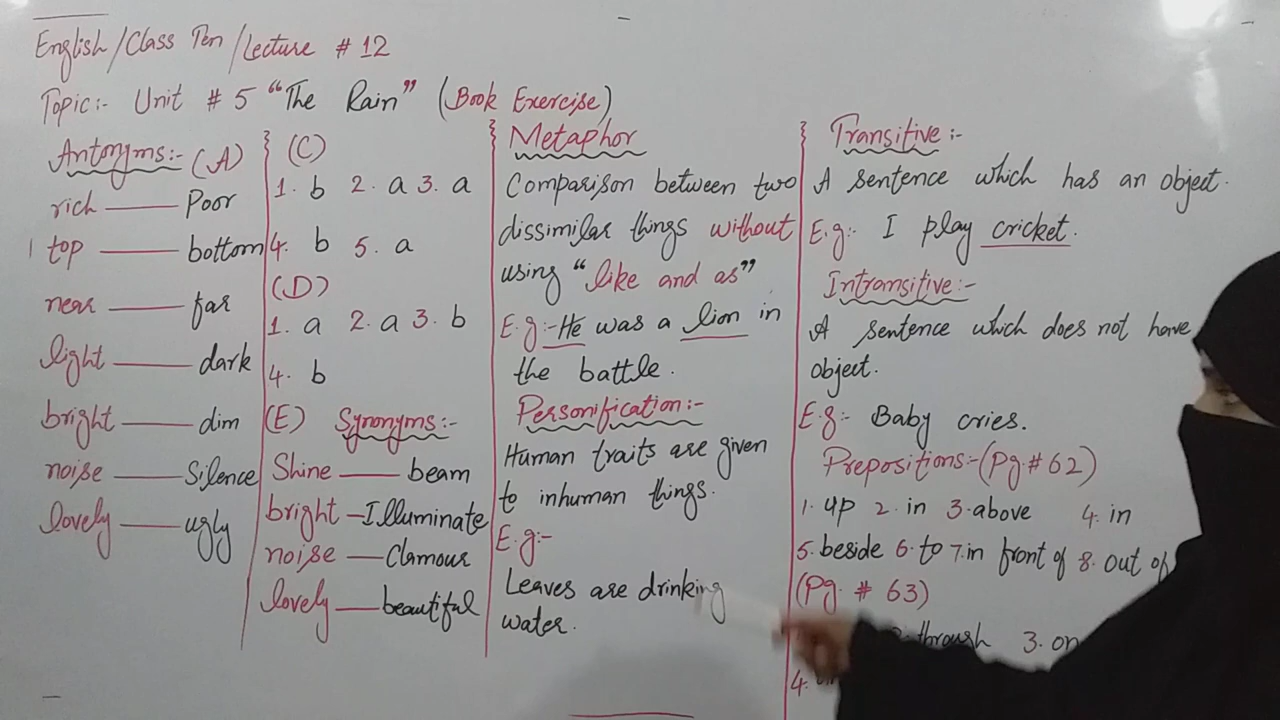 English/Class Ten/Lecture # 12
Topic:- Unit # 5 "The Rain" (Book Exercise)
Antonyms:- (A)
rich — Poor
top — bottom
near — far
light — dark
bright — dim
noise — Silence
lovely — ugly
(C)
1. b 2. a 3. a
4. b 5. a
(D)
1. a 2. a 3. b
4. b
(E) Synonyms:-
Shine — beam
bright — Illuminate
noise — Clamour
lovely — beautiful
Metaphor
Comparison between two
dissimilar things without
using "like and as"
E.g:- He was a lion in
the battle.
Personification:-
Human traits are given
to inhuman things.
E.g:-
Leaves are drinking
water.
Transitive:-
A sentence which has an object.
E.g:- I play cricket.
Intransitive:-
A sentence which does not have
object.
E.g:- Baby cries.
Prepositions:-(Pg # 62)
1. up 2. in 3. above 4. in
5. beside 6. to 7. in front of 8. out of
(Pg. # 63)
through 3. on
4.